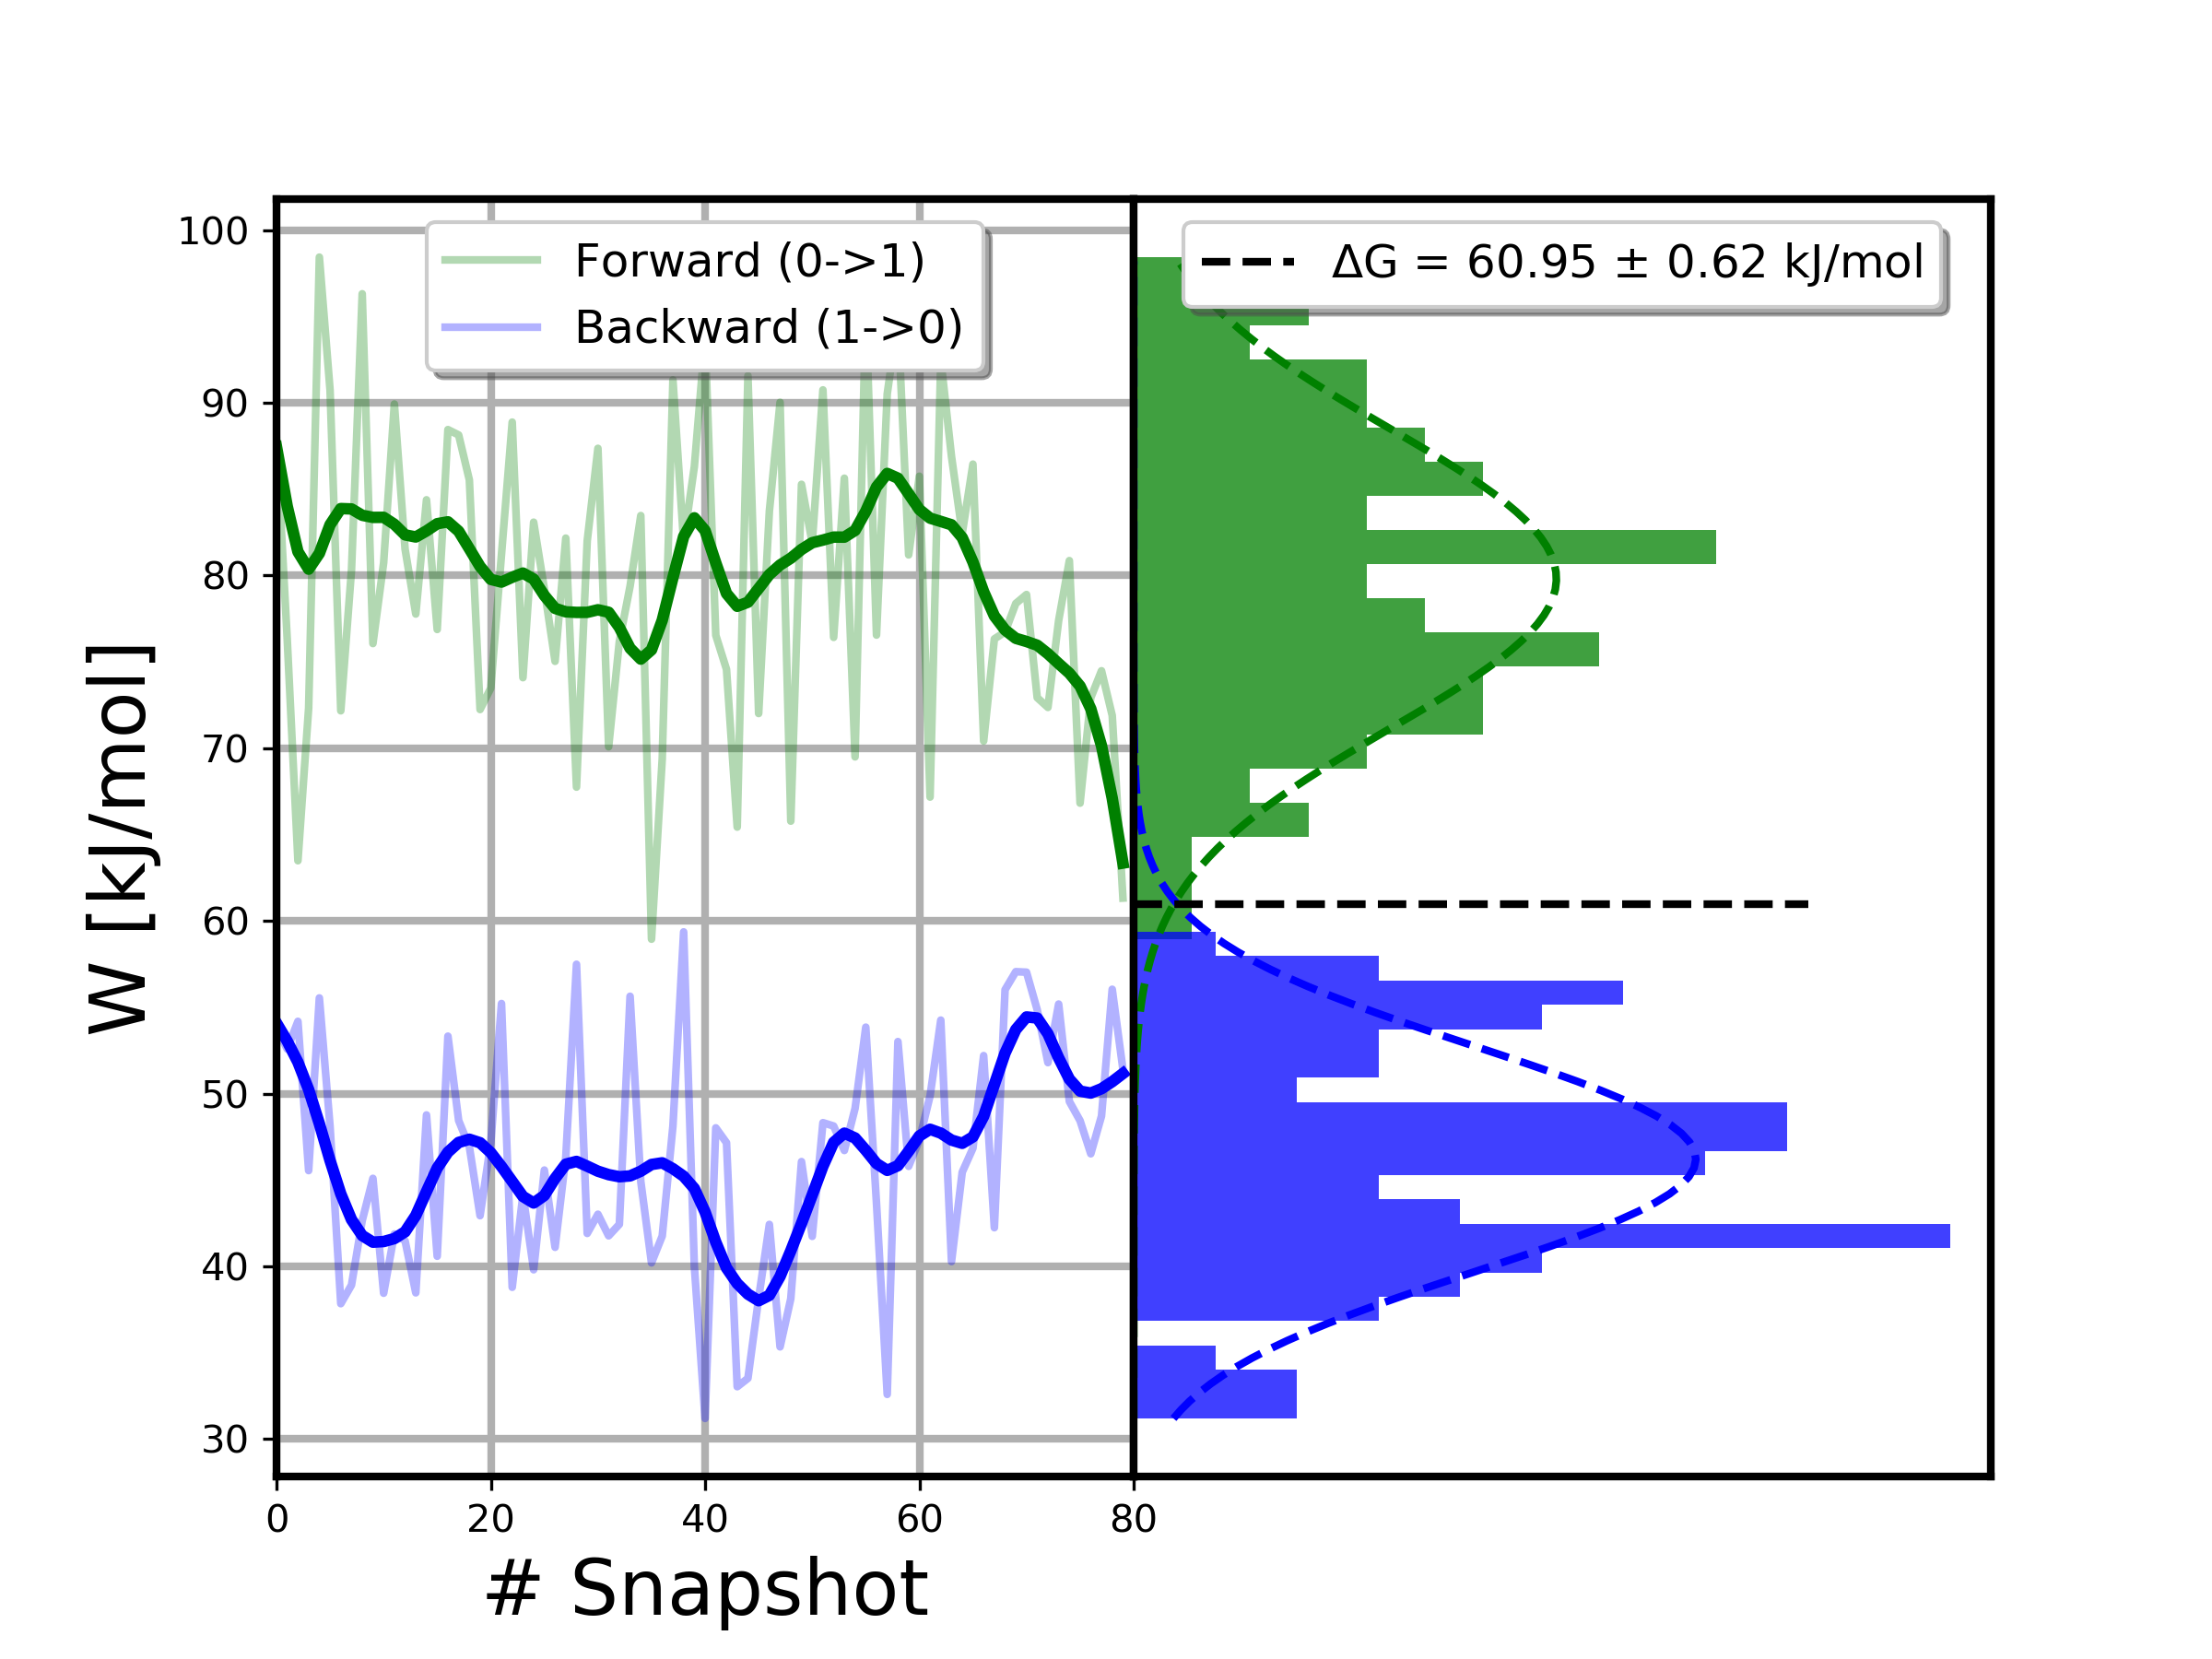 Forward (0->1)
Backward (1->0)
ΔG = 60.95 ± 0.62 kJ/mol
W [kJ/mol]
100
90
80
70
60
50
40
30
0 20 40 60 80
# Snapshot